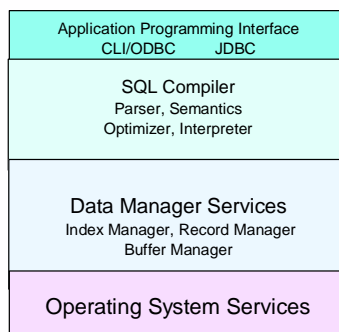 Application Programming Interface
CLI/ODBC JDBC
SQL Compiler
Parser, Semantics
Optimizer, Interpreter
Data Manager Services
Index Manager, Record Manager
Buffer Manager
Operating System Services